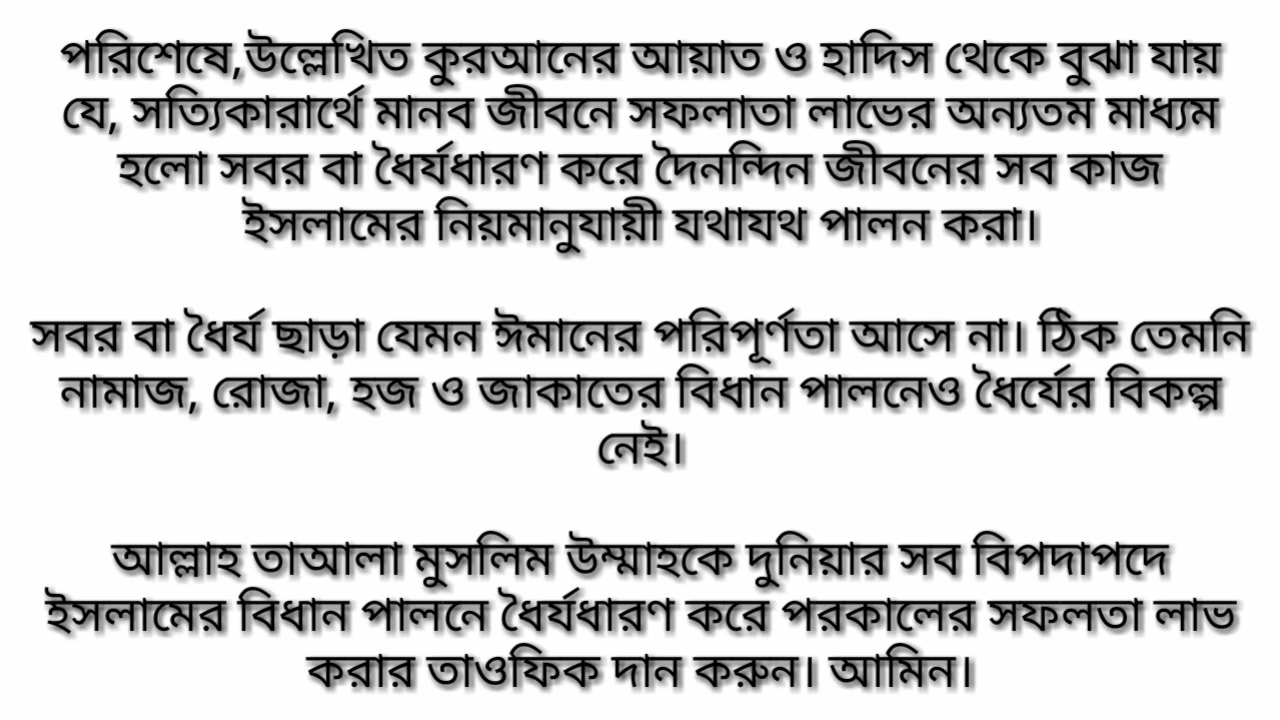 পরিশেষে,উল্লেখিত কুরআনের আয়াত ও হাদিস থেকে বুঝা যায়
যে, সত্যিকারার্থে মানব জীবনে সফলাতা লাভের অন্যতম মাধ্যম
হলো সবর বা ধৈর্যধারণ করে দৈনন্দিন জীবনের সব কাজ
ইসলামের নিয়মানুযায়ী যথাযথ পালন করা।
সবর বা ধৈর্য ছাড়া যেমন ঈমানের পরিপূর্ণতা আসে না। ঠিক তেমনি
নামাজ, রোজা, হজ ও জাকাতের বিধান পালনেও ধৈর্যের বিকল্প
নেই।
আল্লাহ তাআলা মুসলিম উম্মাহকে দুনিয়ার সব বিপদাপদে
ইসলামের বিধান পালনে ধৈর্যধারণ করে পরকালের সফলতা লাভ
করার তাওফিক দান করুন। আমিন।